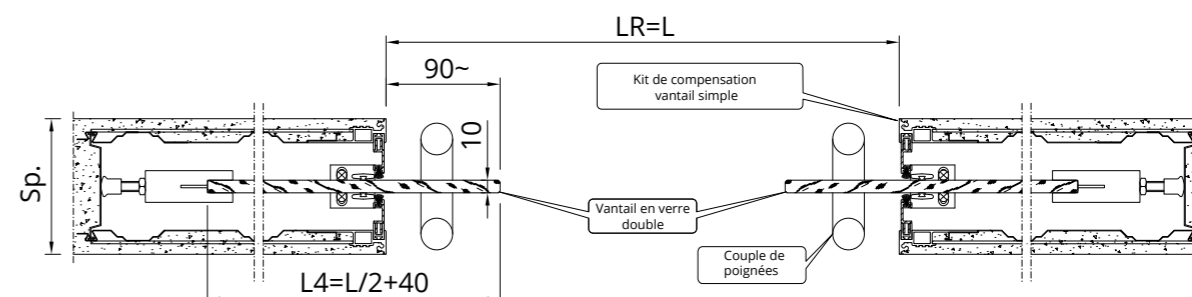 LR=L
90~
Kit de compensation
vantail simple
10
Sp.
Vantail en verre
double
Couple de
poignées
L4=L/2+40